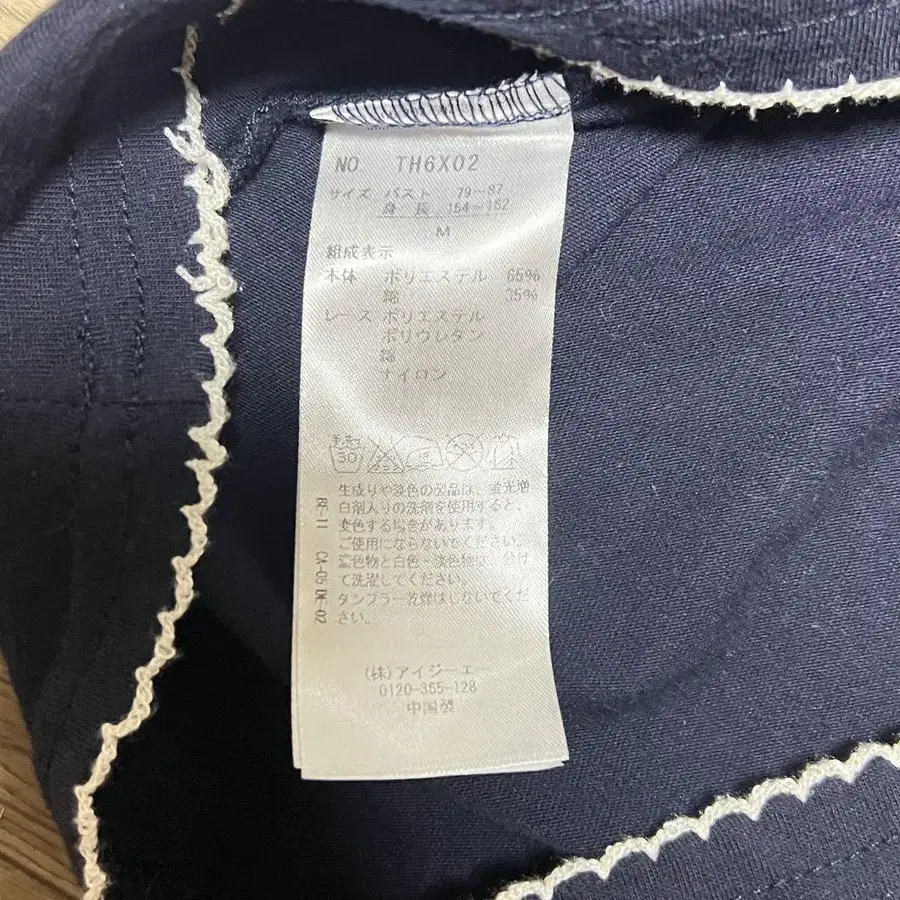 NO TH6X02
サイズ バスト 79〜87
身長 154〜162
M
組成表示
本体 ポリエステル 65%
綿 35%
レース ポリエステル
ポリウレタン
綿
ナイロン
30
生成りや淡色の製品は、蛍光増
白剤入りの洗剤を使用すると、
変色する場合があります。
ご使用にならないでください。
濃色物と白色・淡色物は、分け
て洗濯してください。
タンブラー乾燥はしないでくだ
さい。
CA-05 DF-02
(株)アイジーエー
0120-355-128
中国製